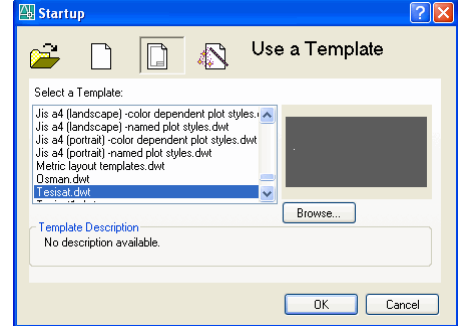 Startup
Use a Template
Select a Template:
Jis a4 (landscape) -color dependent plot styles.
Jis a4 (landscape) -named plot styles.dwt
Jis a4 (portrait) -color dependent plot styles.dwt
Jis a4 (portrait) -named plot styles.dwt
Metric layout templates.dwt
Osman.dwt
Tesisat.dwt
Browse...
Template Description
No description available.
OK Cancel